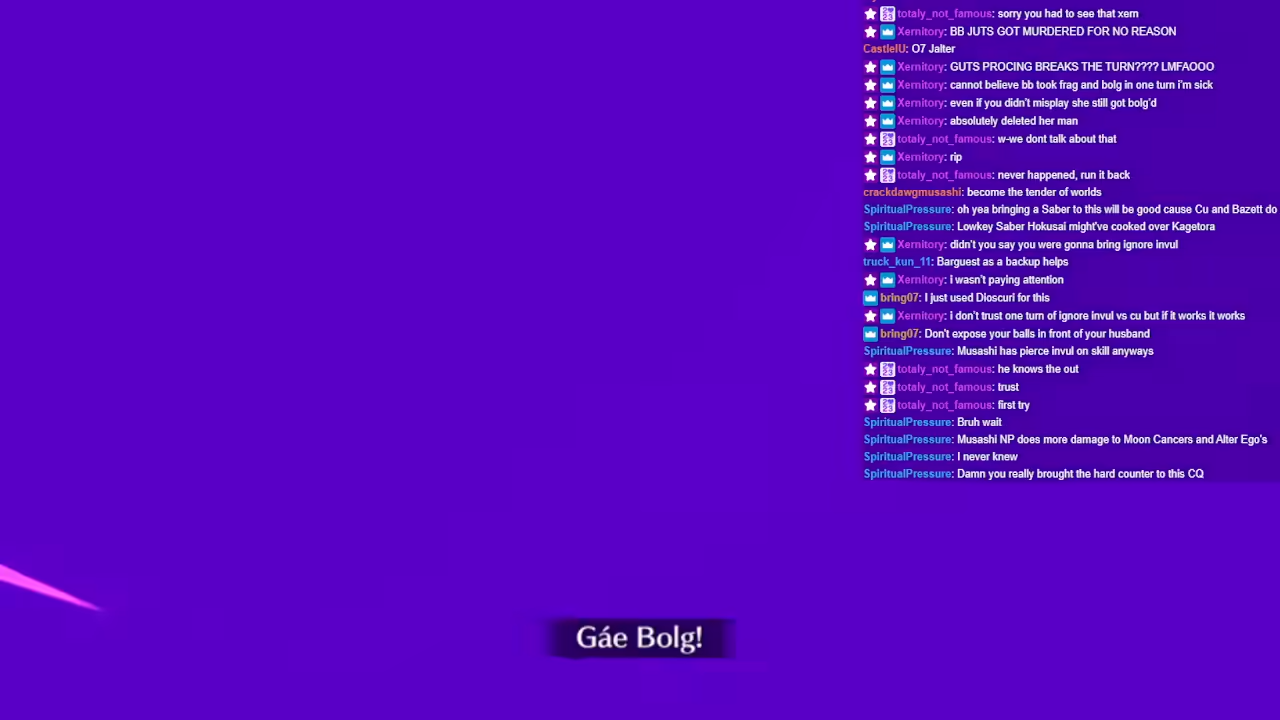 totaly_not_famous: sorry you had to see that xern
Xernitory: BB JUTS GOT MURDERED FOR NO REASON
CastleIU: O7 Jalter
Xernitory: GUTS PROCING BREAKS THE TURN???? LMFAOOO
Xernitory: cannot believe bb took frag and bolg in one turn i'm sick
Xernitory: even if you didn't misplay she still got bolg'd
Xernitory: absolutely deleted her man
totaly_not_famous: w-we dont talk about that
Xernitory: rip
totaly_not_famous: never happened, run it back
crackdawgmusashi: become the tender of worlds
SpiritualPressure: oh yea bringing a Saber to this will be good cause Cu and Bazett do
SpiritualPressure: Lowkey Saber Hokusai might've cooked over Kagetora
Xernitory: didn't you say you were gonna bring ignore invul
truck_kun_11: Barguest as a backup helps
Xernitory: i wasn't paying attention
bring07: I just used Dioscuri for this
Xernitory: i don't trust one turn of ignore invul vs cu but if it works it works
bring07: Don't expose your balls in front of your husband
SpiritualPressure: Musashi has pierce invul on skill anyways
totaly_not_famous: he knows the out
totaly_not_famous: trust
totaly_not_famous: first try
SpiritualPressure: Bruh wait
SpiritualPressure: Musashi NP does more damage to Moon Cancers and Alter Ego's
SpiritualPressure: I never knew
SpiritualPressure: Damn you really brought the hard counter to this CQ
Gáe Bolg!